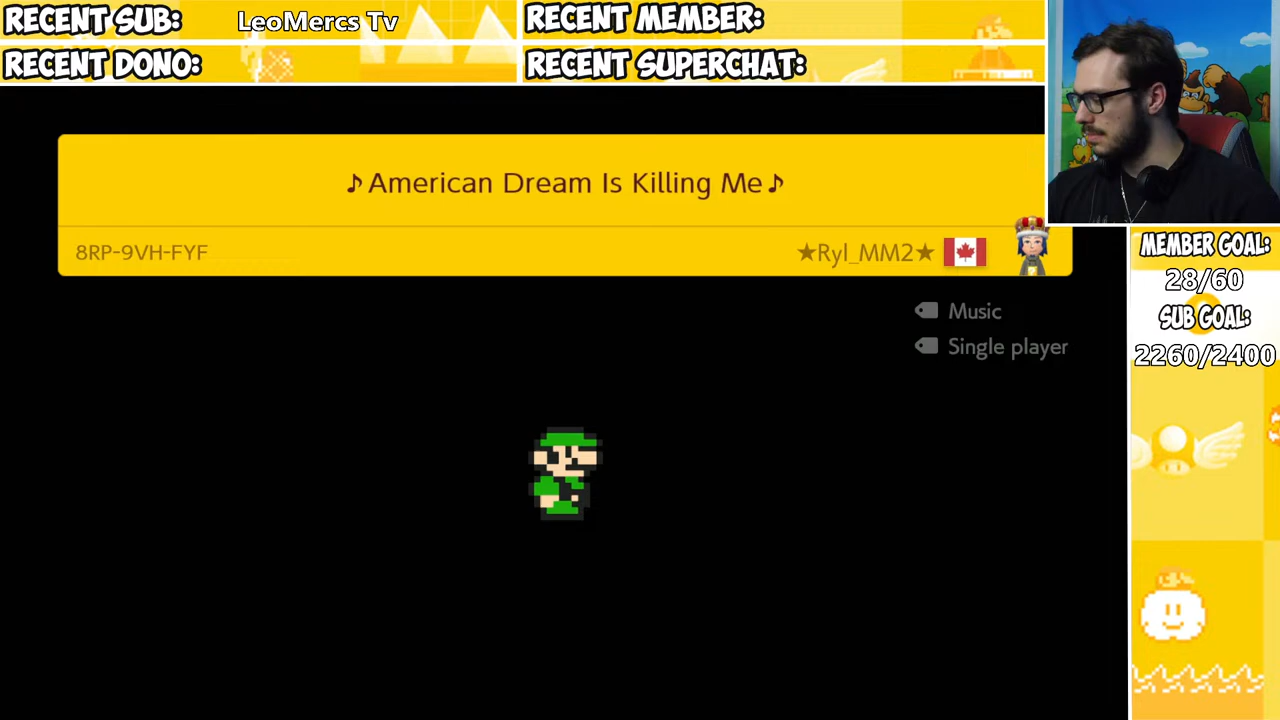 RECENT SUB: LeoMercs Tv
RECENT MEMBER:
RECENT DONO:
RECENT SUPERCHAT:
♪American Dream Is Killing Me♪
8RP-9VH-FYF
★Ryl_MM2★
Music
Single player
MEMBER GOAL:
28/60
SUB GOAL:
2260/2400